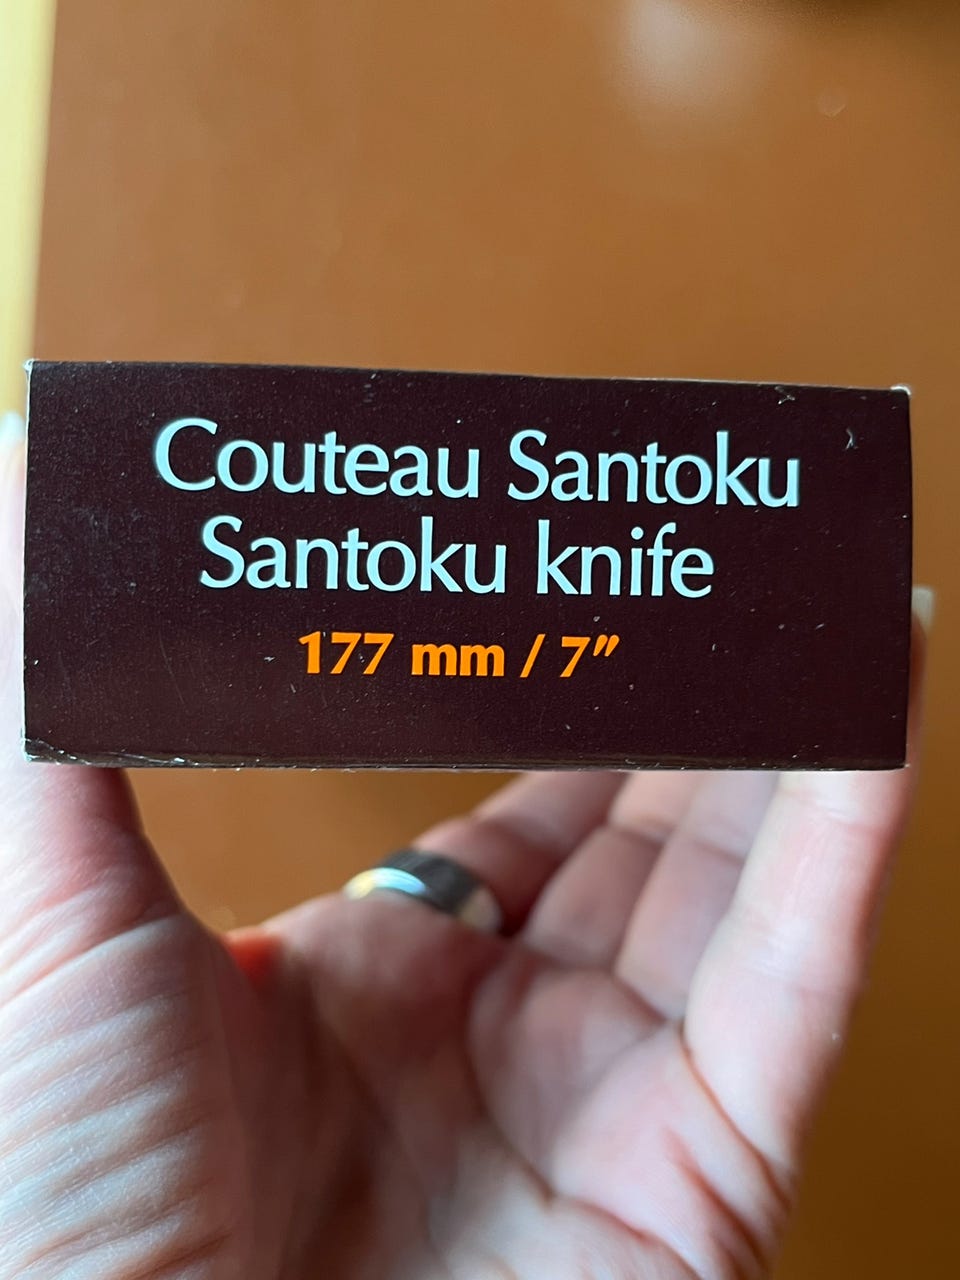 Couteau Santoku
Santoku knife
177 mm / 7"